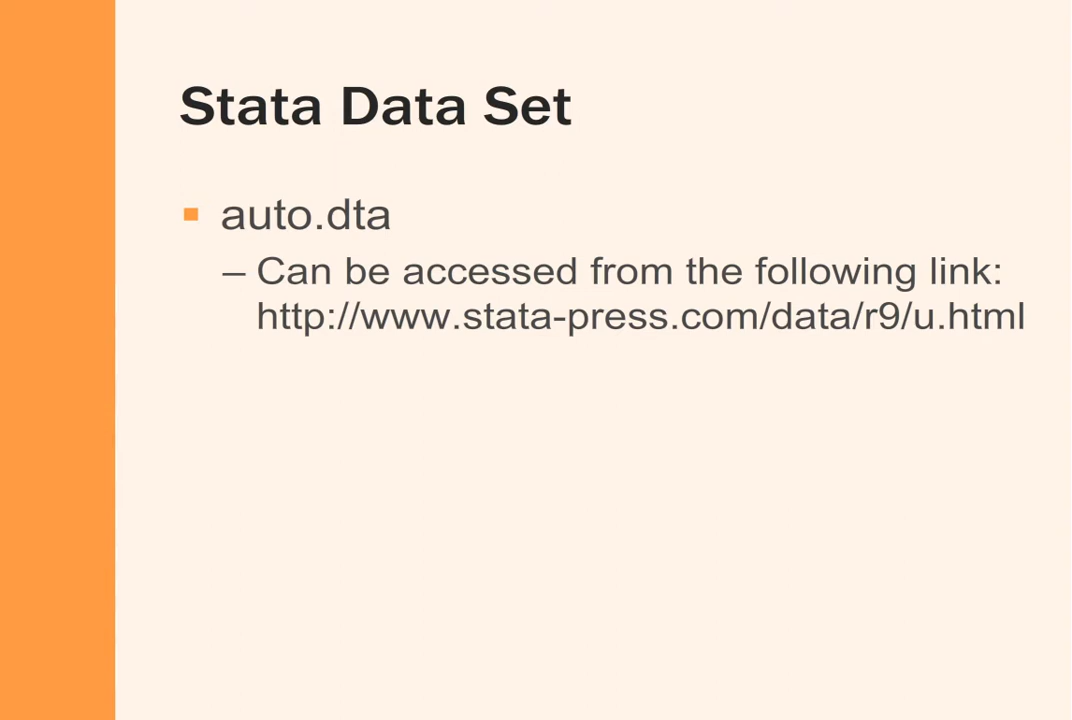 Stata Data Set
auto.dta
– Can be accessed from the following link:
http://www.stata-press.com/data/r9/u.html